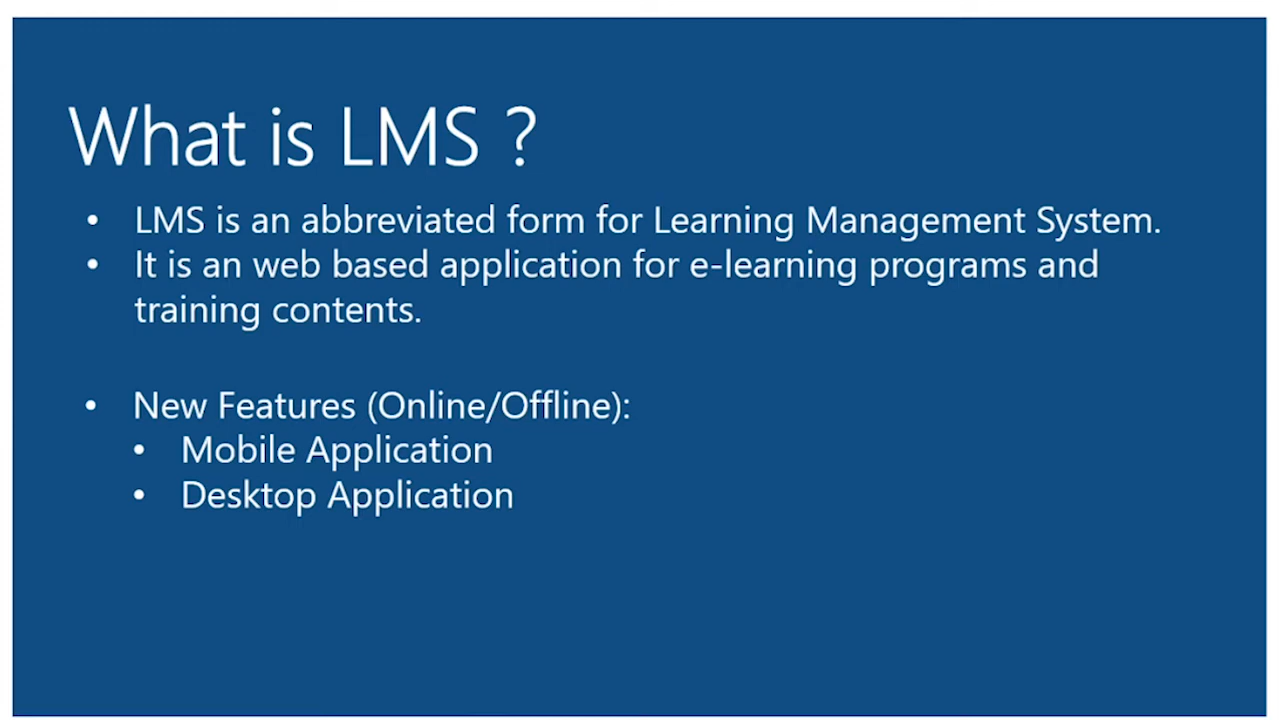 What is LMS ?
• LMS is an abbreviated form for Learning Management System.
• It is an web based application for e-learning programs and
training contents.
• New Features (Online/Offline):
• Mobile Application
• Desktop Application